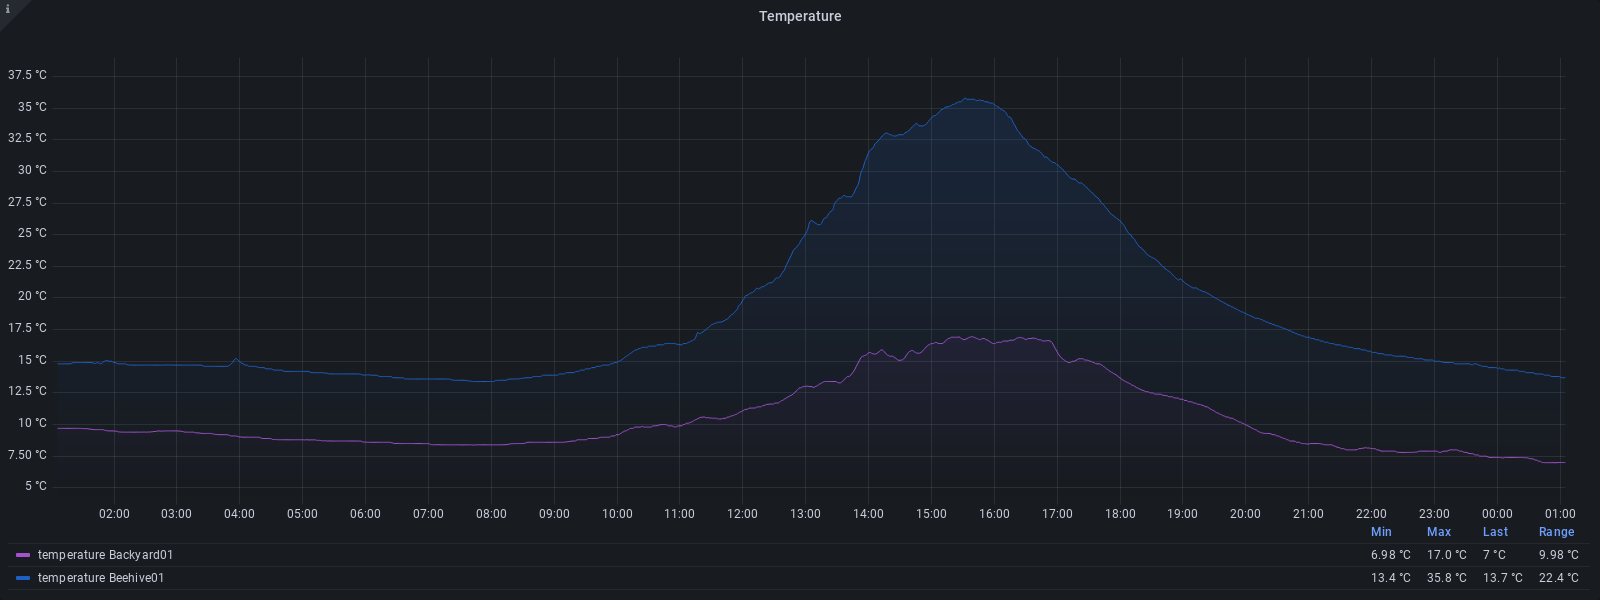 i
Temperature
37.5 °C
35 °C
32.5 °C
30 °C
27.5 °C
25 °C
22.5 °C
20 °C
17.5 °C
15 °C
12.5 °C
10 °C
7.50 °C
5 °C
02:00 03:00 04:00 05:00 06:00 07:00 08:00 09:00 10:00 11:00 12:00 13:00 14:00 15:00 16:00 17:00 18:00 19:00 20:00 21:00 22:00 23:00 00:00 01:00
Min Max Last Range
temperature Backyard01 6.98 °C 17.0 °C 7 °C 9.98 °C
temperature Beehive01 13.4 °C 35.8 °C 13.7 °C 22.4 °C